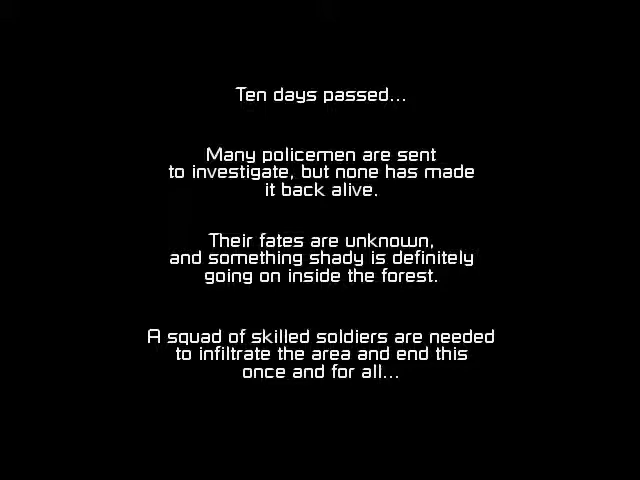 Ten days passed...
Many policemen are sent
to investigate, but none has made
it back alive.
Their fates are unknown,
and something shady is definitely
going on inside the forest.
A squad of skilled soldiers are needed
to infiltrate the area and end this
once and for all...